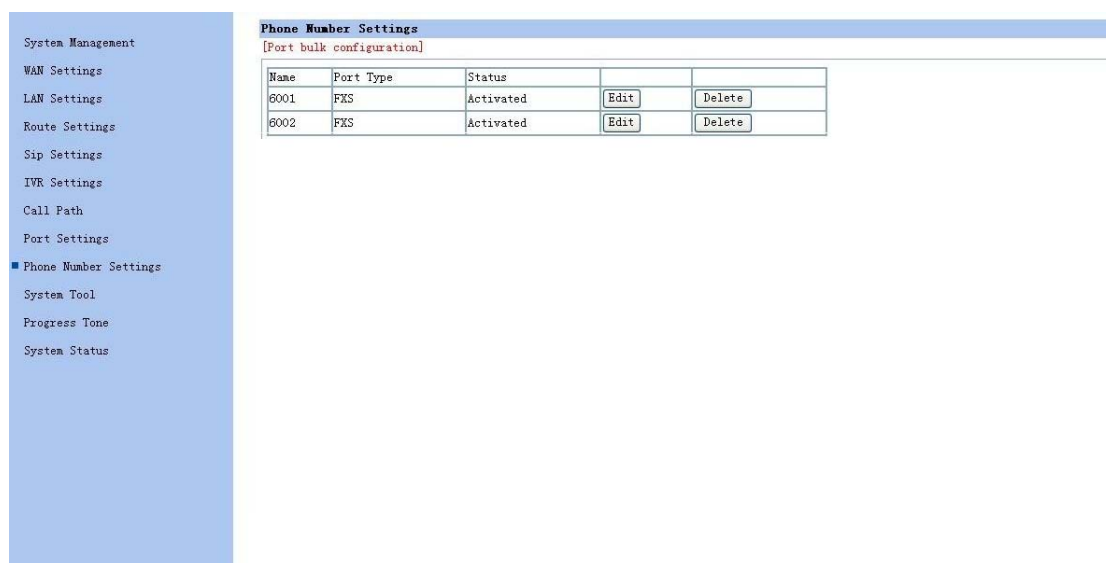 System Management
WAN Settings
LAN Settings
Route Settings
Sip Settings
IVR Settings
Call Path
Port Settings
Phone Number Settings
System Tool
Progress Tone
System Status
Phone Number Settings
[Port bulk configuration]
Name Port Type Status
6001 FXS Activated Edit Delete
6002 FXS Activated Edit Delete